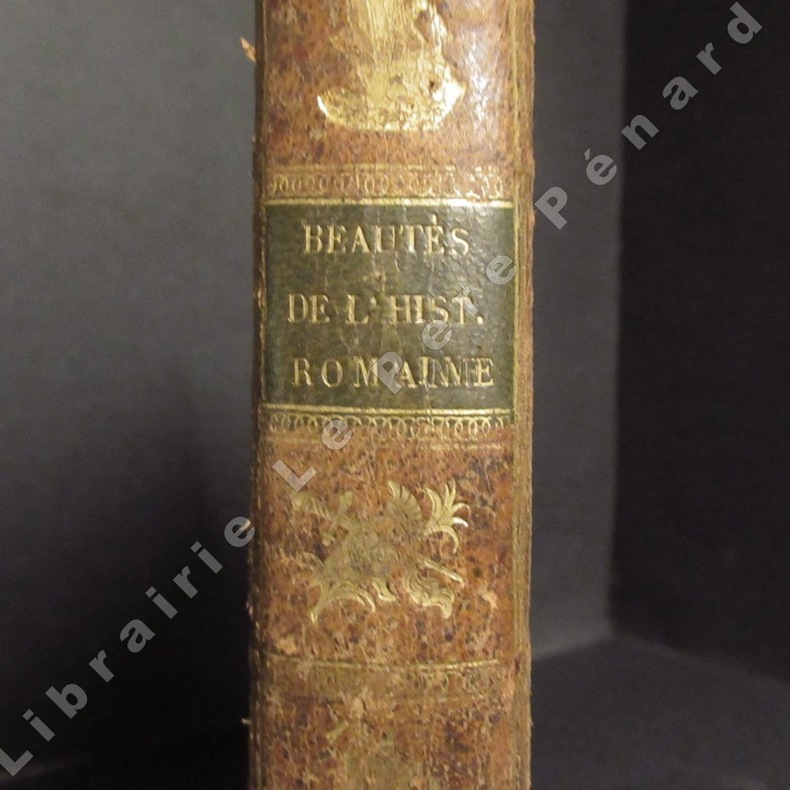 BEAUTÉS
DE L'HIST.
ROMAINE
Librairie Le Père Pénard